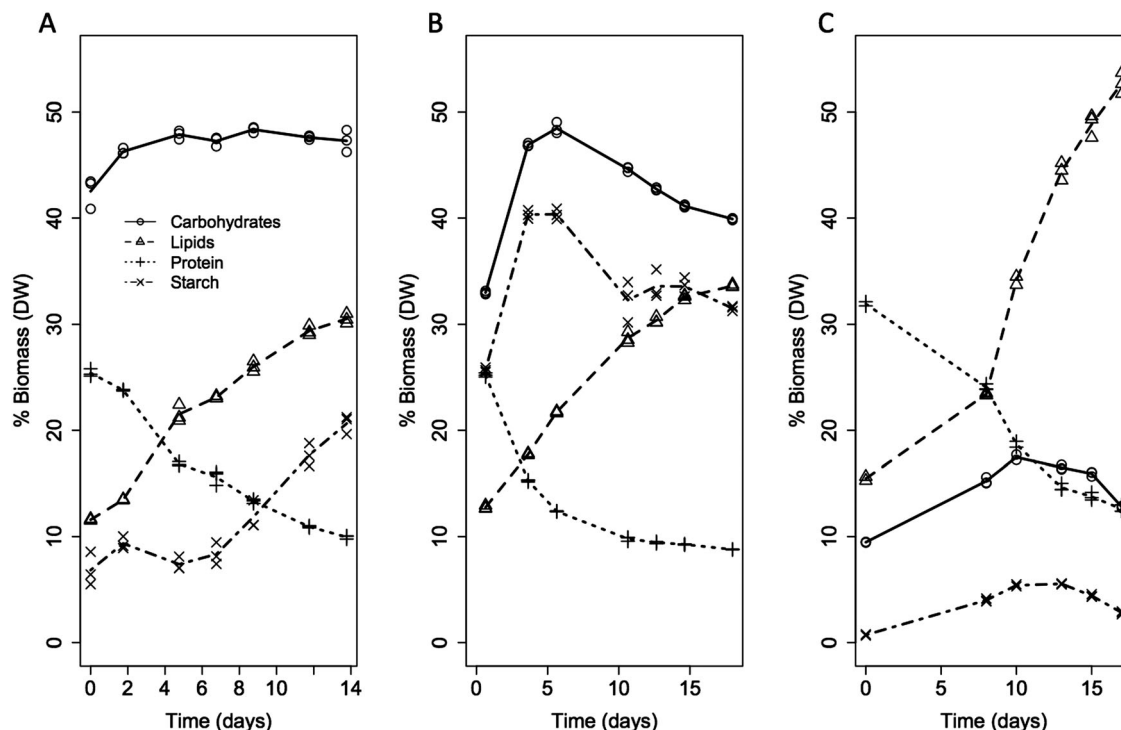 A
% Biomass (DW)
0
10
20
30
40
50
Carbohydrates
Lipids
Protein
Starch
0 2 4 6 8 10 12 14
Time (days)
B
% Biomass (DW)
0
10
20
30
40
50
0 5 10 15
Time (days)
C
% Biomass (DW)
0
10
20
30
40
50
0 5 10 15
Time (days)